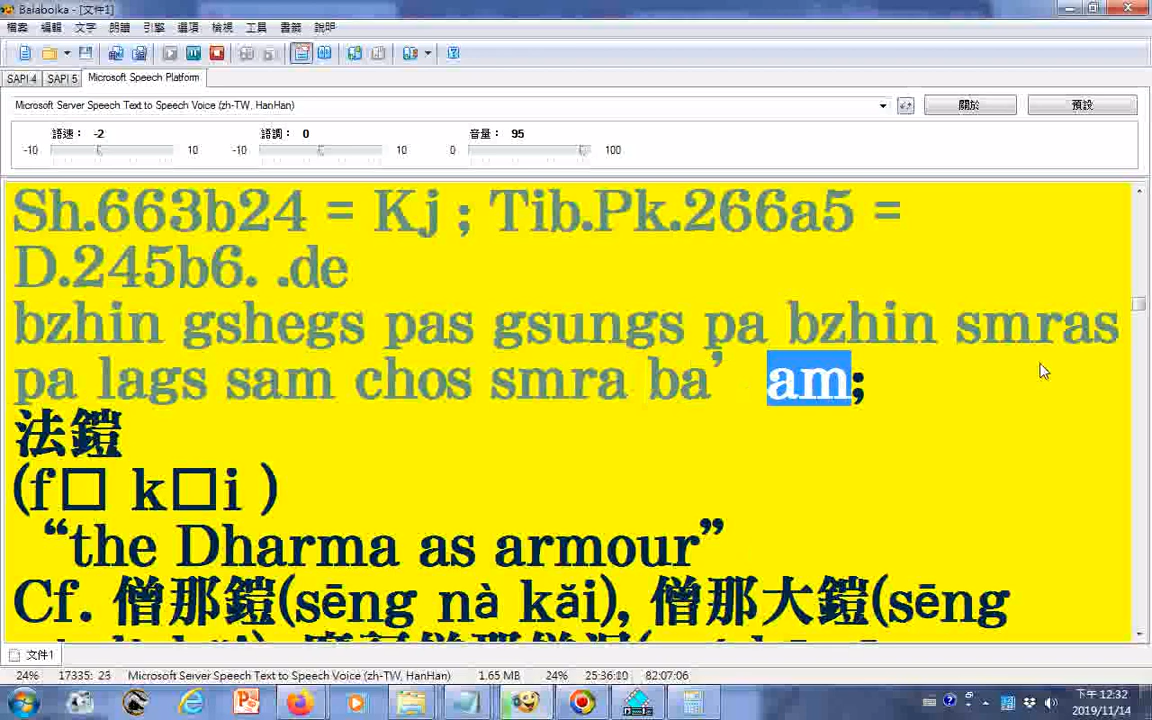 Balabolka - [文件1]
檔案 編輯 文字 朗讀 引擎 選項 檢視 工具 書籤 說明
SAPI 4 SAPI 5 Microsoft Speech Platform
Microsoft Server Speech Text to Speech Voice (zh-TW, HanHan) 關於 預設
語速： -2 語調： 0 音量： 95
-10 10 -10 10 0 100
Sh.663b24 = Kj ; Tib.Pk.266a5 =
D.245b6. .de
bzhin gshegs pas gsungs pa bzhin smras
pa lags sam chos smra ba’ am;
法鎧
(f□ k□i )
“the Dharma as armour”
Cf. 僧那鎧(sēng nà kăi), 僧那大鎧(sēng
文件1
24% 17335: 23 Microsoft Server Speech Text to Speech Voice (zh-TW, HanHan) 1.65 MB 24% 25:36:10 82:07:06
下午 12:32
2019/11/14